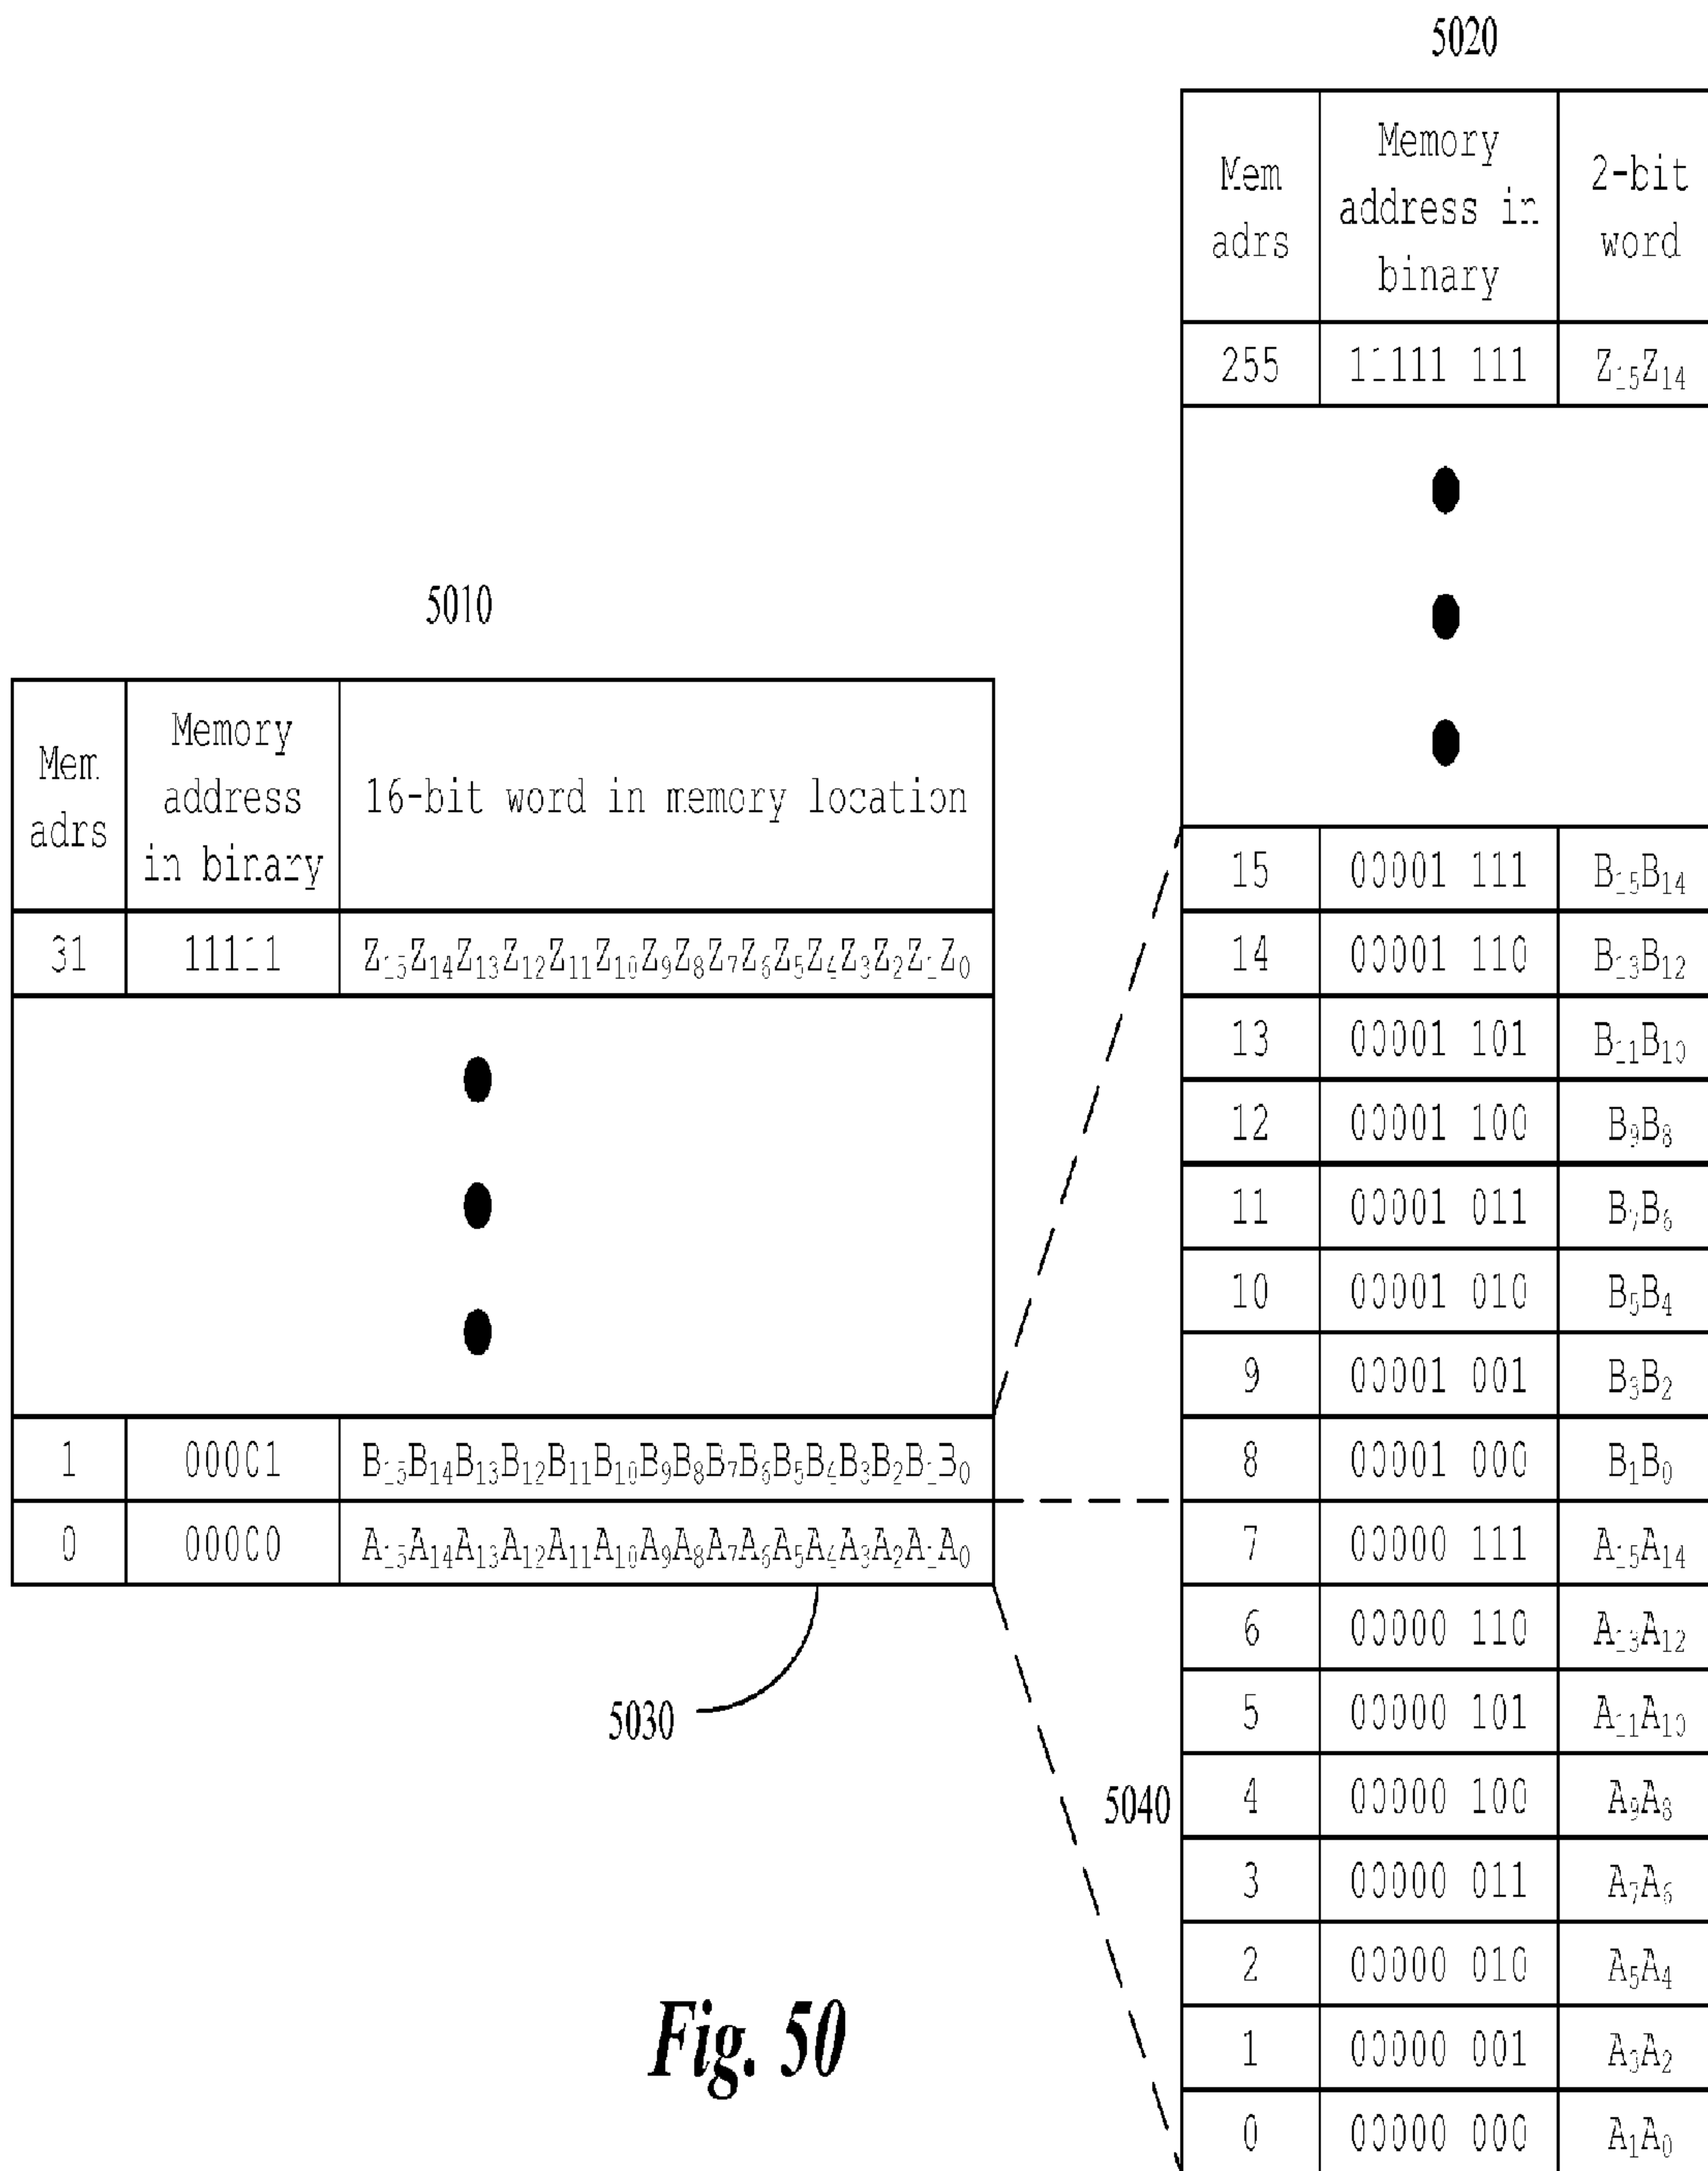 5010
Mem adrs | Memory address in binary | 16-bit word in memory location
31 | 11111 | Z₁₅Z₁₄Z₁₃Z₁₂Z₁₁Z₁₀Z₉Z₈Z₇Z₆Z₅Z₄Z₃Z₂Z₁Z₀
1 | 00001 | B₁₅B₁₄B₁₃B₁₂B₁₁B₁₀B₉B₈B₇B₆B₅B₄B₃B₂B₁B₀
0 | 00000 | A₁₅A₁₄A₁₃A₁₂A₁₁A₁₀A₉A₈A₇A₆A₅A₄A₃A₂A₁A₀
5030
5020
Mem adrs | Memory address in binary | 2-bit word
255 | 11111 111 | Z₁₅Z₁₄
15 | 00001 111 | B₁₅B₁₄
14 | 00001 110 | B₁₃B₁₂
13 | 00001 101 | B₁₁B₁₀
12 | 00001 100 | B₉B₈
11 | 00001 011 | B₇B₆
10 | 00001 010 | B₅B₄
9 | 00001 001 | B₃B₂
8 | 00001 000 | B₁B₀
7 | 00000 111 | A₁₅A₁₄
6 | 00000 110 | A₁₃A₁₂
5 | 00000 101 | A₁₁A₁₀
4 | 00000 100 | A₉A₈
3 | 00000 011 | A₇A₆
2 | 00000 010 | A₅A₄
1 | 00000 001 | A₃A₂
0 | 00000 000 | A₁A₀
5040
Fig. 50